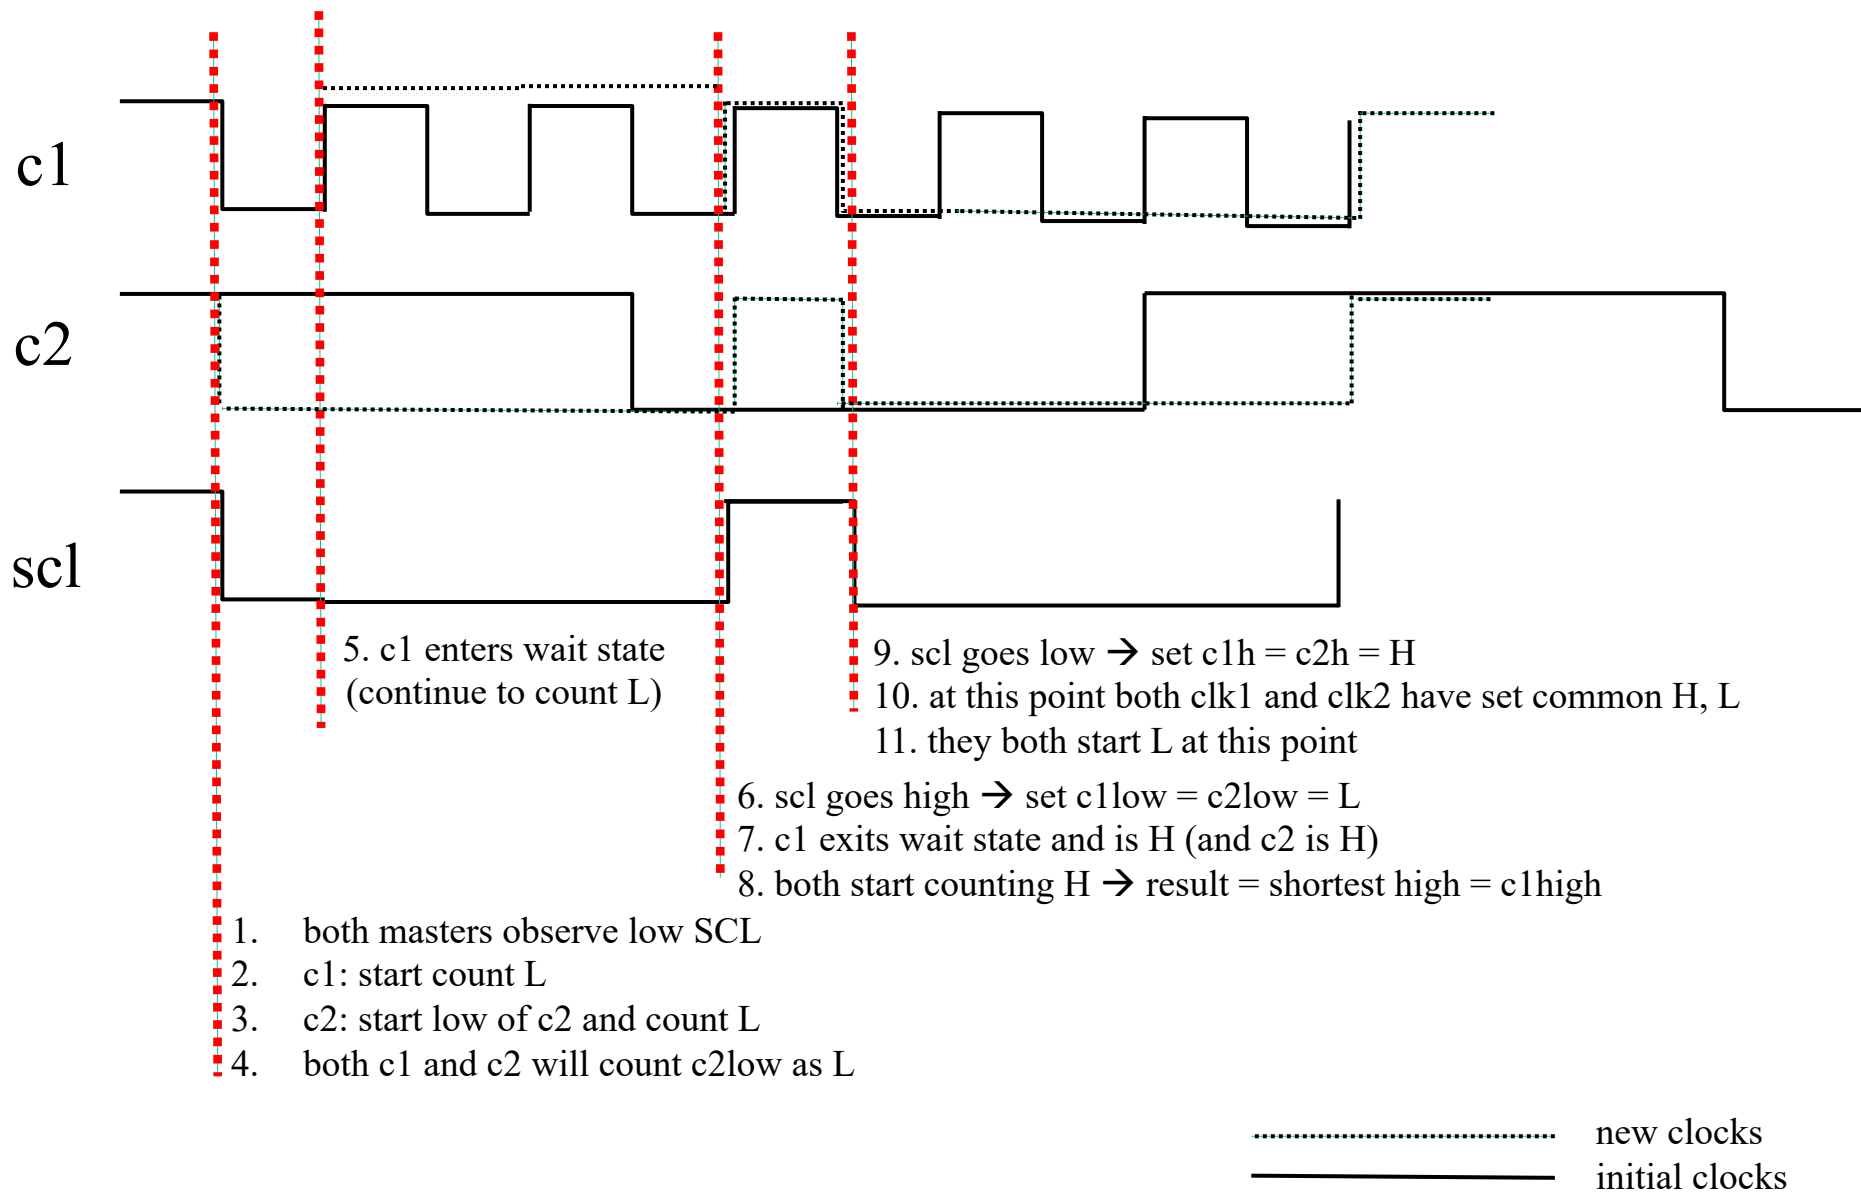 c1
c2
scl
5. c1 enters wait state
(continue to count L)
9. scl goes low → set c1h = c2h = H
10. at this point both clk1 and clk2 have set common H, L
11. they both start L at this point
6. scl goes high → set c1low = c2low = L
7. c1 exits wait state and is H (and c2 is H)
8. both start counting H → result = shortest high = c1high
1. both masters observe low SCL
2. c1: start count L
3. c2: start low of c2 and count L
4. both c1 and c2 will count c2low as L
new clocks
initial clocks